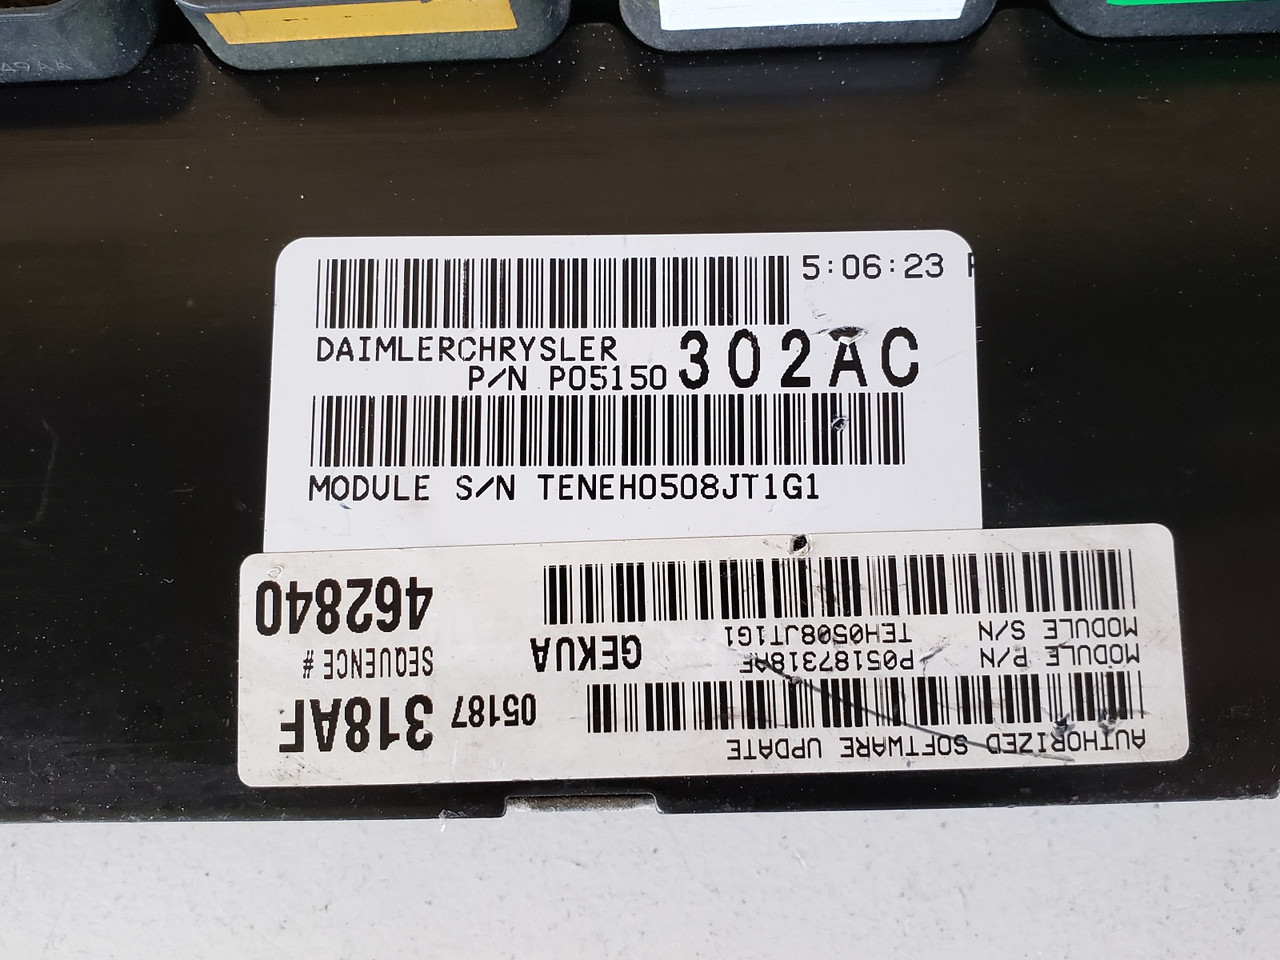 5:06:23
DAIMLERCHRYSLER
P/N P05150 302AC
MODULE S/N TENEH0508JT1G1
AUTHORIZED SOFTWARE UPDATE
05187 318AF
MODULE P/N P05187318AF
MODULE S/N TEH0508JT1G1
GEKUA
SEQUENCE #
462840